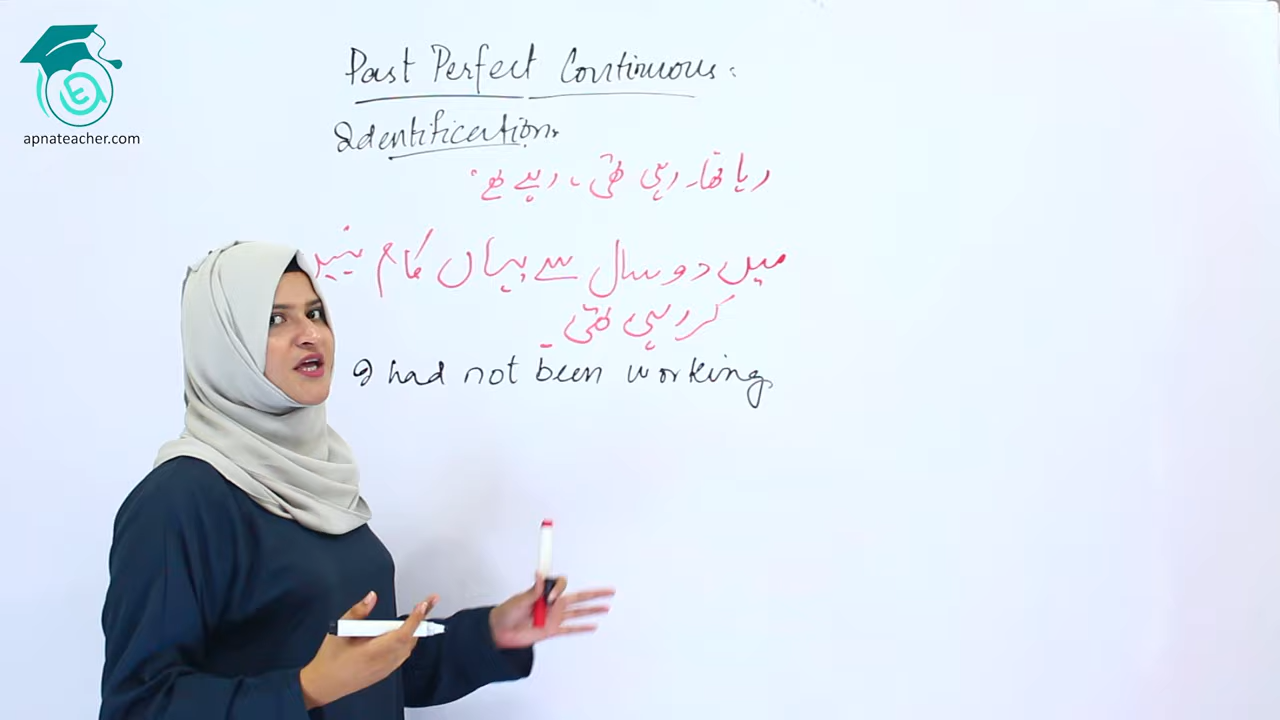 apnateacher.com
Past Perfect Continuous:
Identification:
رہا تھا۔ رہی تھی، رہے تھے۔
میں دو سال سے یہاں کام نہیں
کر رہی تھی۔
I had not been working